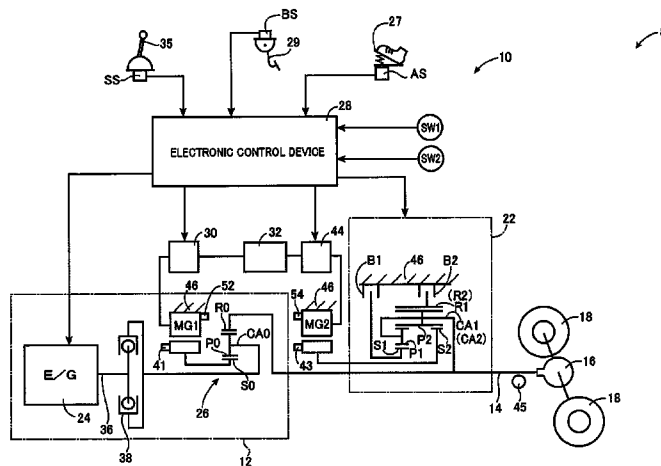 35
SS
BS
29
27
AS
10
8
28
ELECTRONIC CONTROL DEVICE
SW1
SW2
30
32
44
22
46
52
MG1
R0
P0
CA0
S0
41
26
E/G
24
36
38
12
54
46
MG2
43
B1
46
B2
(R2)
R1
CA1
(CA2)
S1
P1
P2
S2
18
16
14
45
18